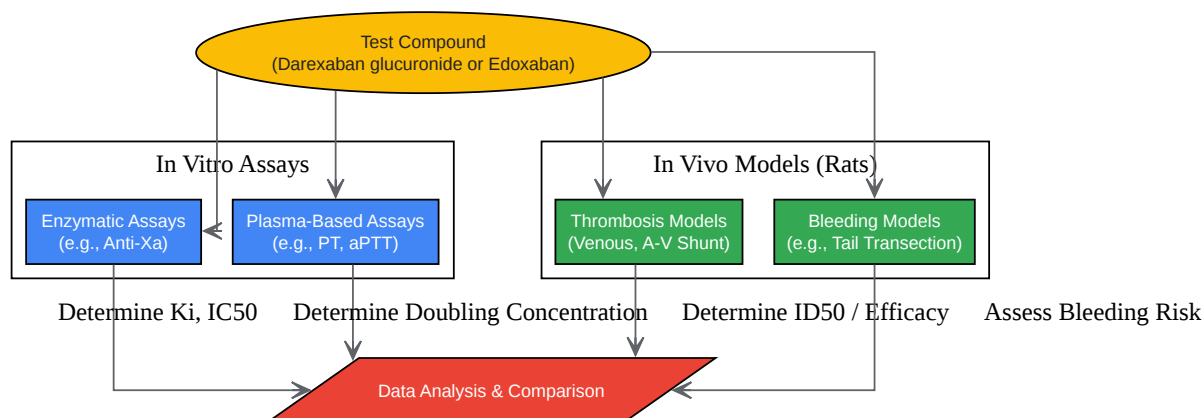 Test Compound
(Darexaban glucuronide or Edoxaban)
In Vitro Assays
In Vivo Models (Rats)
Enzymatic Assays
(e.g., Anti-Xa)
Plasma-Based Assays
(e.g., PT, aPTT)
Thrombosis Models
(Venous, A-V Shunt)
Bleeding Models
(e.g., Tail Transection)
Determine Ki, IC50
Determine Doubling Concentration
Determine ID50 / Efficacy
Assess Bleeding Risk
Data Analysis & Comparison